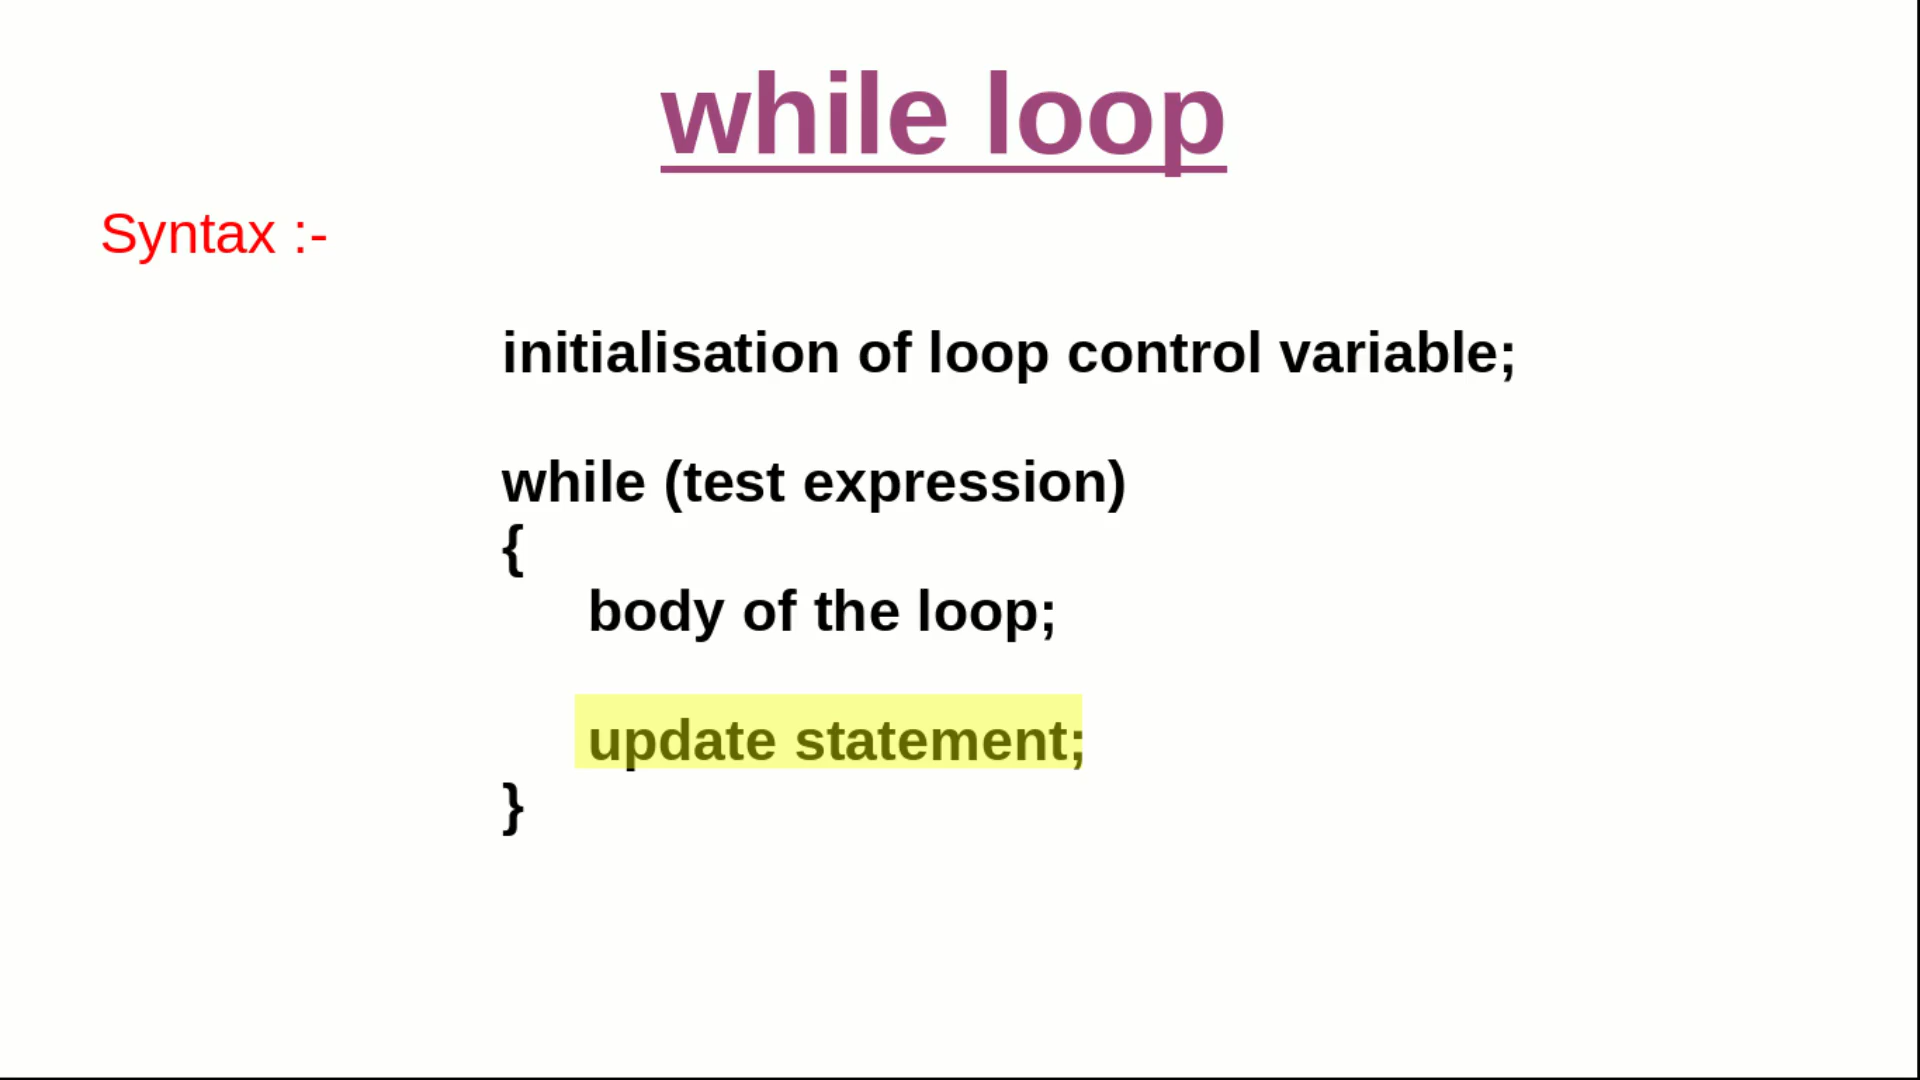 while loop
Syntax :-
initialisation of loop control variable;
while (test expression)
{
body of the loop;
update statement;
}